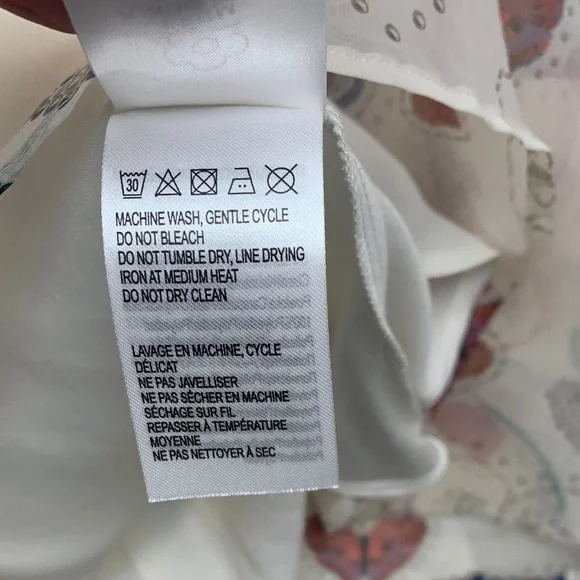 30
MACHINE WASH, GENTLE CYCLE
DO NOT BLEACH
DO NOT TUMBLE DRY, LINE DRYING
IRON AT MEDIUM HEAT
DO NOT DRY CLEAN
LAVAGE EN MACHINE, CYCLE
DÉLICAT
NE PAS JAVELLISER
NE PAS SÉCHER EN MACHINE
SÉCHAGE SUR FIL
REPASSER À TEMPÉRATURE
MOYENNE
NE PAS NETTOYER À SEC